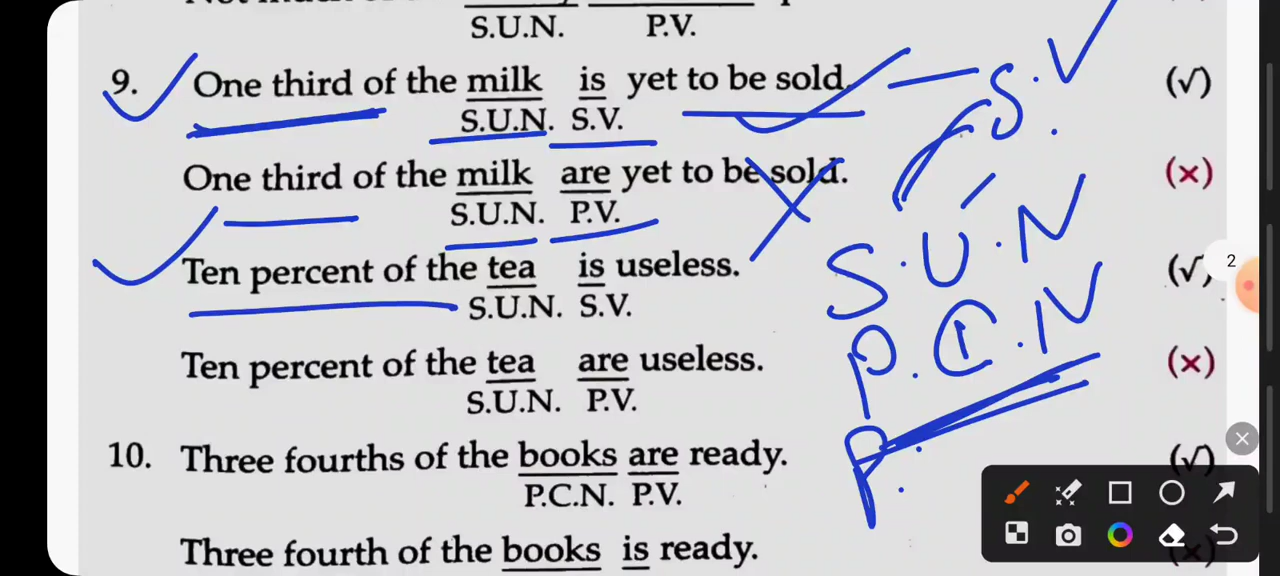 S.U.N. P.V.
9. One third of the milk is yet to be sold. (√)
S.U.N. S.V.
One third of the milk are yet to be sold. (×)
S.U.N. P.V.
Ten percent of the tea is useless. (√)
S.U.N. S.V.
Ten percent of the tea are useless. (×)
S.U.N. P.V.
10. Three fourths of the books are ready. (√)
P.C.N. P.V.
Three fourth of the books is ready. (×)
S.V.
S.U.N
P.C.N
P.
2